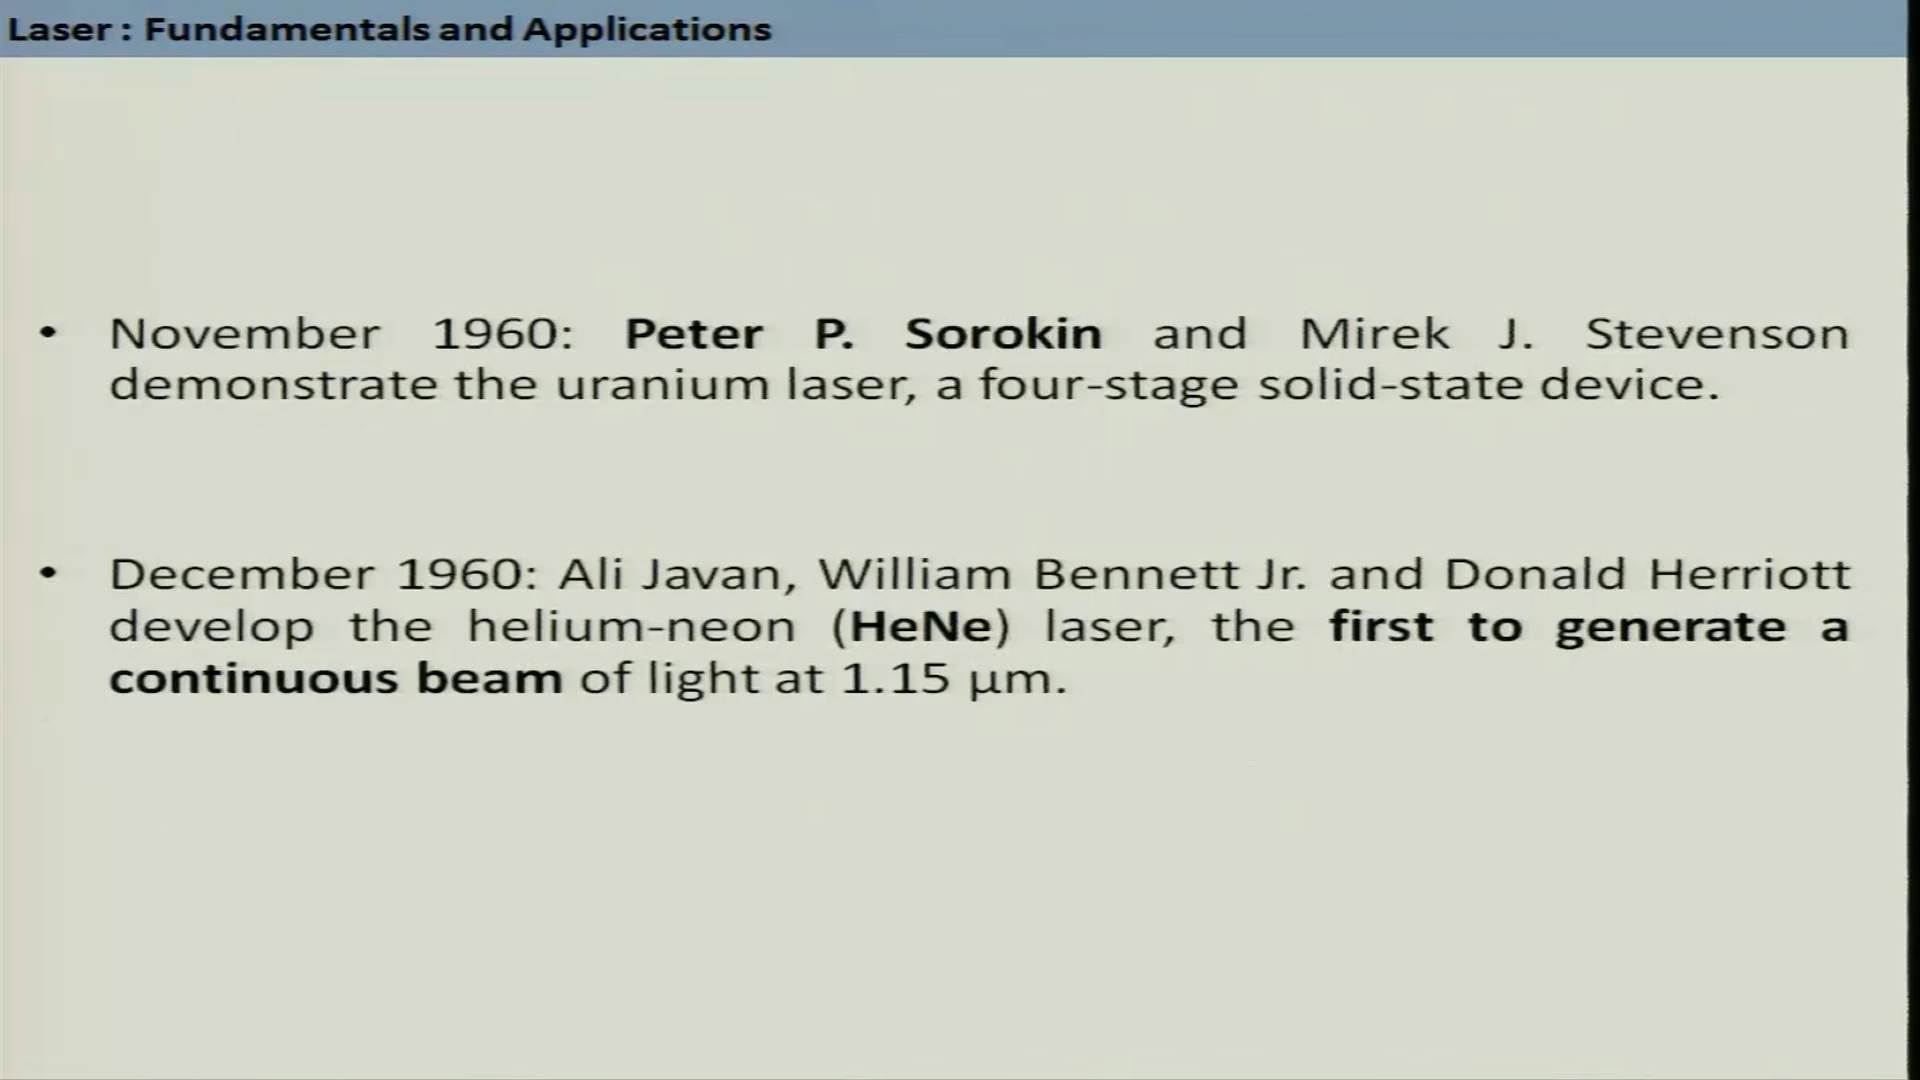 Laser : Fundamentals and Applications
• November 1960: Peter P. Sorokin and Mirek J. Stevenson
demonstrate the uranium laser, a four-stage solid-state device.
• December 1960: Ali Javan, William Bennett Jr. and Donald Herriott
develop the helium-neon (HeNe) laser, the first to generate a
continuous beam of light at 1.15 µm.